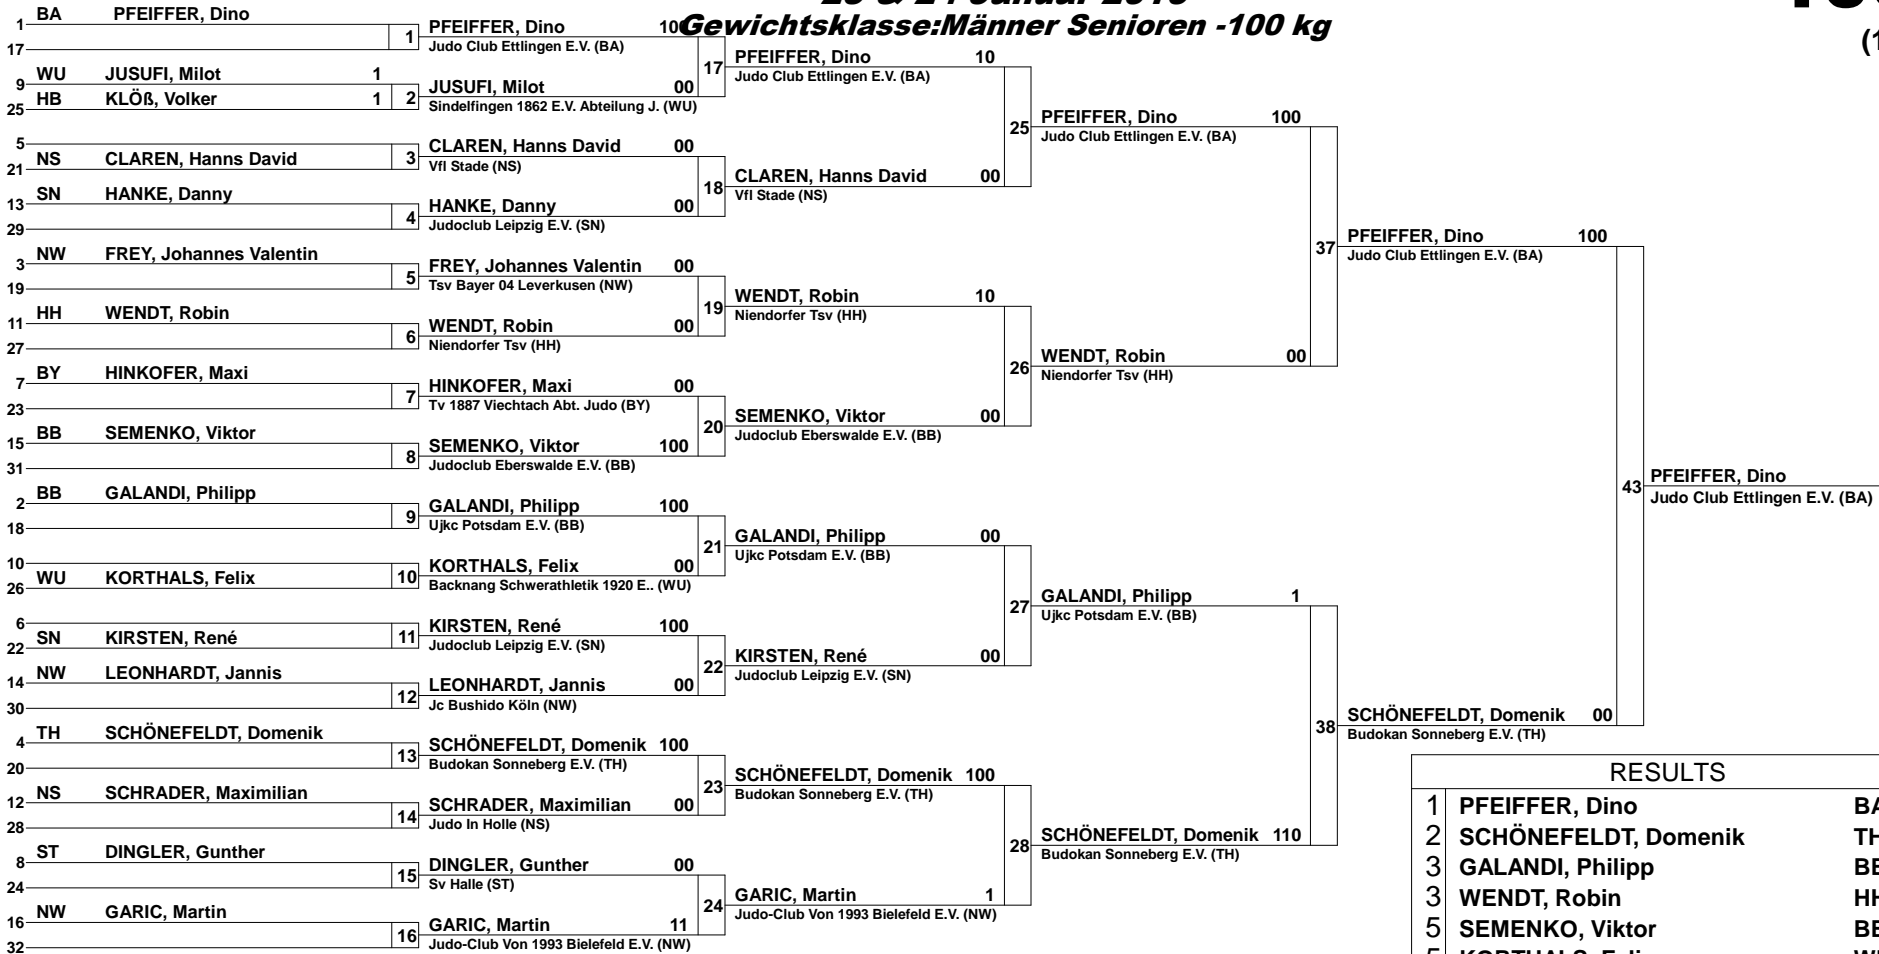 Gewichtsklasse:Männer Senioren -100 kg
(1
1 BA PFEIFFER, Dino
17
1
9 WU JUSUFI, Milot 1
25 HB KLÖß, Volker 1
2
5
21 NS CLAREN, Hanns David
3
13 SN HANKE, Danny
29
4
3 NW FREY, Johannes Valentin
19
5
11 HH WENDT, Robin
27
6
7 BY HINKOFER, Maxi
23
7
15 BB SEMENKO, Viktor
31
8
2 BB GALANDI, Philipp
18
9
10
26 WU KORTHALS, Felix
10
6
22 SN KIRSTEN, René
11
14 NW LEONHARDT, Jannis
30
12
4 TH SCHÖNEFELDT, Domenik
20
13
12 NS SCHRADER, Maximilian
28
14
8 ST DINGLER, Gunther
24
15
16 NW GARIC, Martin
32
16
PFEIFFER, Dino 100
Judo Club Ettlingen E.V. (BA)
17
JUSUFI, Milot 00
Sindelfingen 1862 E.V. Abteilung J. (WU)
CLAREN, Hanns David 00
Vfl Stade (NS)
18
HANKE, Danny 00
Judoclub Leipzig E.V. (SN)
FREY, Johannes Valentin 00
Tsv Bayer 04 Leverkusen (NW)
19
WENDT, Robin 00
Niendorfer Tsv (HH)
HINKOFER, Maxi 00
Tv 1887 Viechtach Abt. Judo (BY)
20
SEMENKO, Viktor 100
Judoclub Eberswalde E.V. (BB)
GALANDI, Philipp 100
Ujkc Potsdam E.V. (BB)
21
KORTHALS, Felix 00
Backnang Schwerathletik 1920 E.. (WU)
KIRSTEN, René 100
Judoclub Leipzig E.V. (SN)
22
LEONHARDT, Jannis 00
Jc Bushido Köln (NW)
SCHÖNEFELDT, Domenik 100
Budokan Sonneberg E.V. (TH)
23
SCHRADER, Maximilian 00
Judo In Holle (NS)
DINGLER, Gunther 00
Sv Halle (ST)
24
GARIC, Martin 11
Judo-Club Von 1993 Bielefeld E.V. (NW)
PFEIFFER, Dino 10
Judo Club Ettlingen E.V. (BA)
25
CLAREN, Hanns David 00
Vfl Stade (NS)
WENDT, Robin 10
Niendorfer Tsv (HH)
26
SEMENKO, Viktor 00
Judoclub Eberswalde E.V. (BB)
GALANDI, Philipp 00
Ujkc Potsdam E.V. (BB)
27
KIRSTEN, René 00
Judoclub Leipzig E.V. (SN)
SCHÖNEFELDT, Domenik 100
Budokan Sonneberg E.V. (TH)
28
GARIC, Martin 1
Judo-Club Von 1993 Bielefeld E.V. (NW)
PFEIFFER, Dino 100
Judo Club Ettlingen E.V. (BA)
37
WENDT, Robin 00
Niendorfer Tsv (HH)
GALANDI, Philipp 1
Ujkc Potsdam E.V. (BB)
38
SCHÖNEFELDT, Domenik 110
Budokan Sonneberg E.V. (TH)
PFEIFFER, Dino 100
Judo Club Ettlingen E.V. (BA)
43
SCHÖNEFELDT, Domenik 00
Budokan Sonneberg E.V. (TH)
PFEIFFER, Dino
Judo Club Ettlingen E.V. (BA)
RESULTS
1 PFEIFFER, Dino BA
2 SCHÖNEFELDT, Domenik TH
3 GALANDI, Philipp BB
3 WENDT, Robin HH
5 SEMENKO, Viktor BB